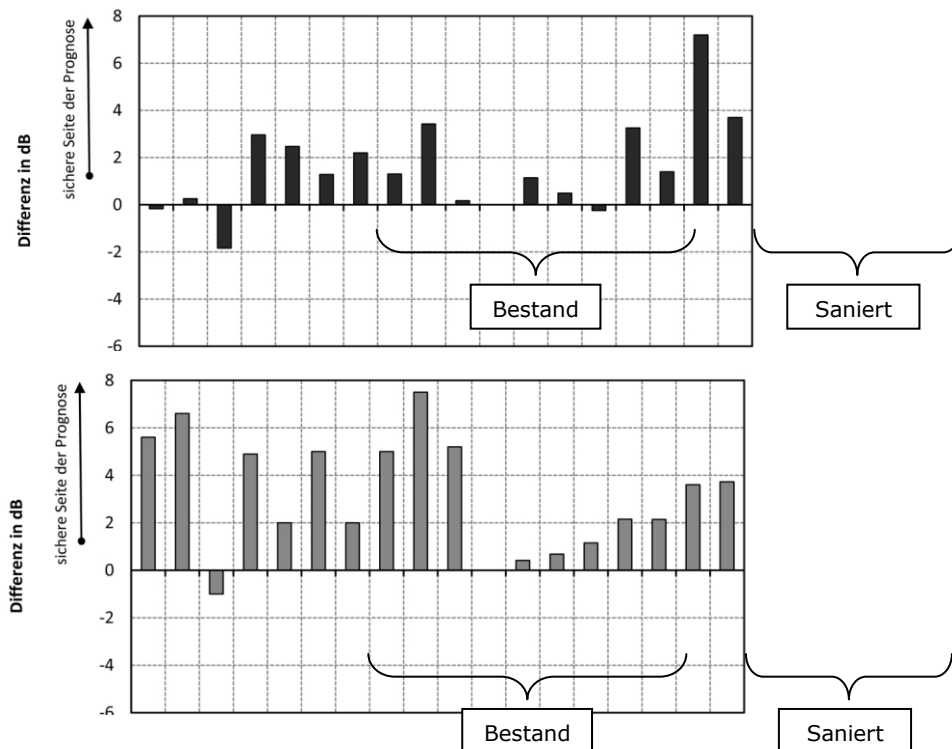 Differenz in dB
sichere Seite der Prognose
8
6
4
2
0
-2
-4
-6
Bestand
Saniert
Differenz in dB
sichere Seite der Prognose
8
6
4
2
0
-2
-4
-6
Bestand
Saniert